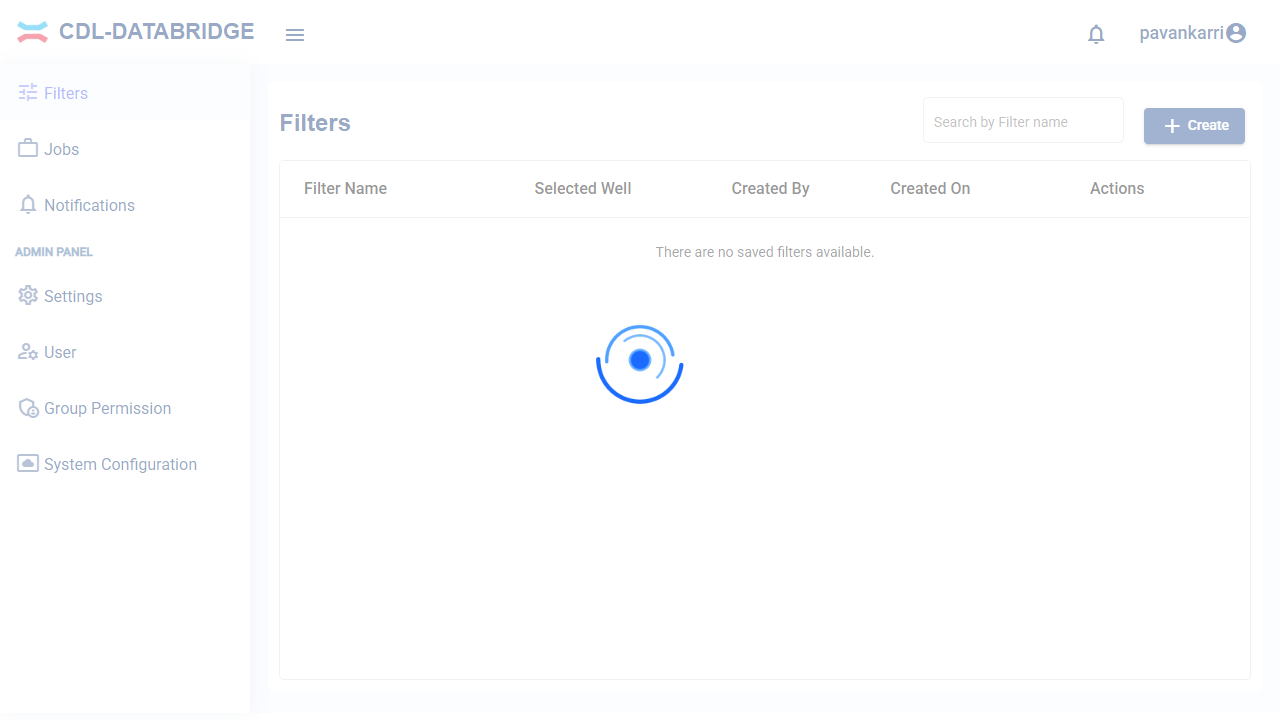 CDL-DATABRIDGE
pavankarri
Filters
Jobs
Notifications
ADMIN PANEL
Settings
User
Group Permission
System Configuration
Filters
Search by Filter name
Create
Filter Name Selected Well Created By Created On Actions
There are no saved filters available.